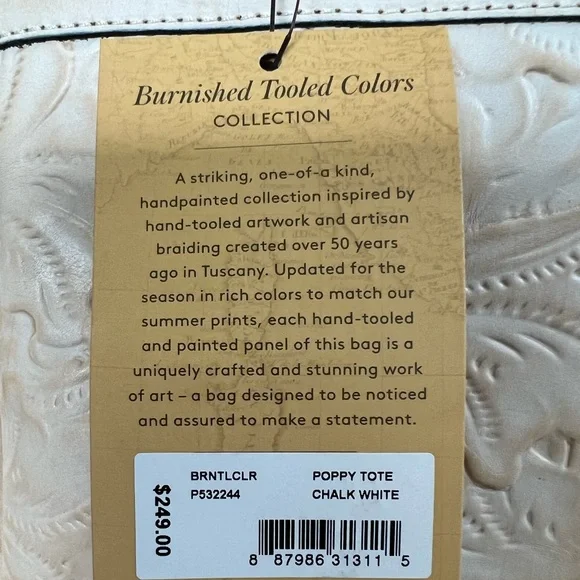 Burnished Tooled Colors
COLLECTION
A striking, one-of-a kind,
handpainted collection inspired by
hand-tooled artwork and artisan
braiding created over 50 years
ago in Tuscany. Updated for the
season in rich colors to match our
summer prints, each hand-tooled
and painted panel of this bag is a
uniquely crafted and stunning work
of art – a bag designed to be noticed
and assured to make a statement.
$249.00
BRNTLCLR POPPY TOTE
P532244 CHALK WHITE
8 87986 31311 5